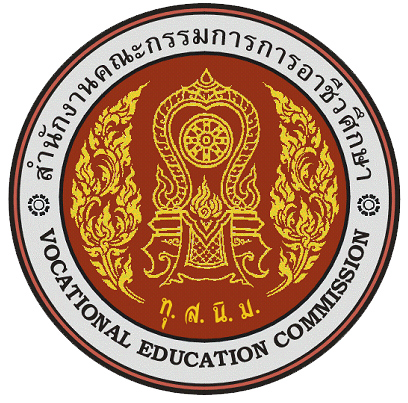 สำนักงานคณะกรรมการการอาชีวศึกษา
ทุ. ส. นิ. ม.
VOCATIONAL EDUCATION COMMISSION